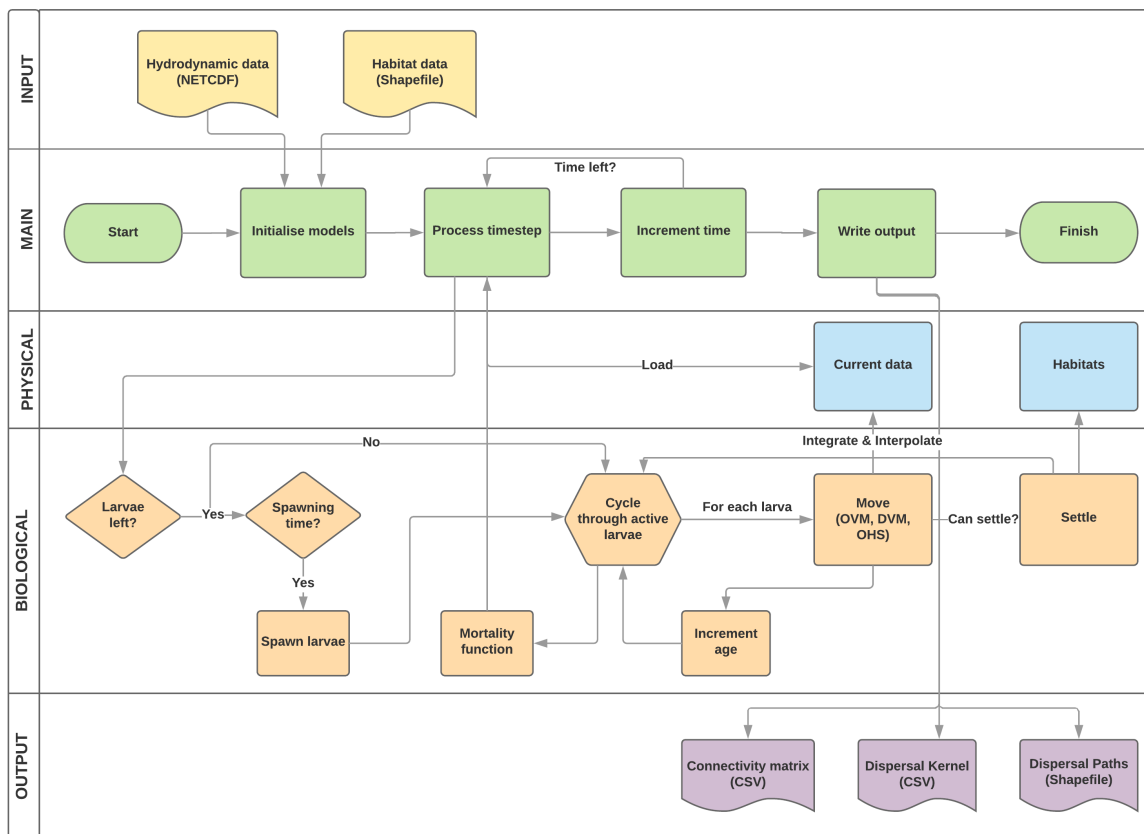 INPUT
Hydrodynamic data
(NETCDF)
Habitat data
(Shapefile)
MAIN
Time left?
Start
Initialise models
Process timestep
Increment time
Write output
Finish
PHYSICAL
Load
Current data
Habitats
BIOLOGICAL
No
Integrate & Interpolate
Larvae
left?
Yes
Spawning
time?
Cycle
through active
larvae
For each larva
Move
(OVM, DVM,
OHS)
Can settle?
Settle
Yes
Spawn larvae
Mortality
function
Increment
age
OUTPUT
Connectivity matrix
(CSV)
Dispersal Kernel
(CSV)
Dispersal Paths
(Shapefile)